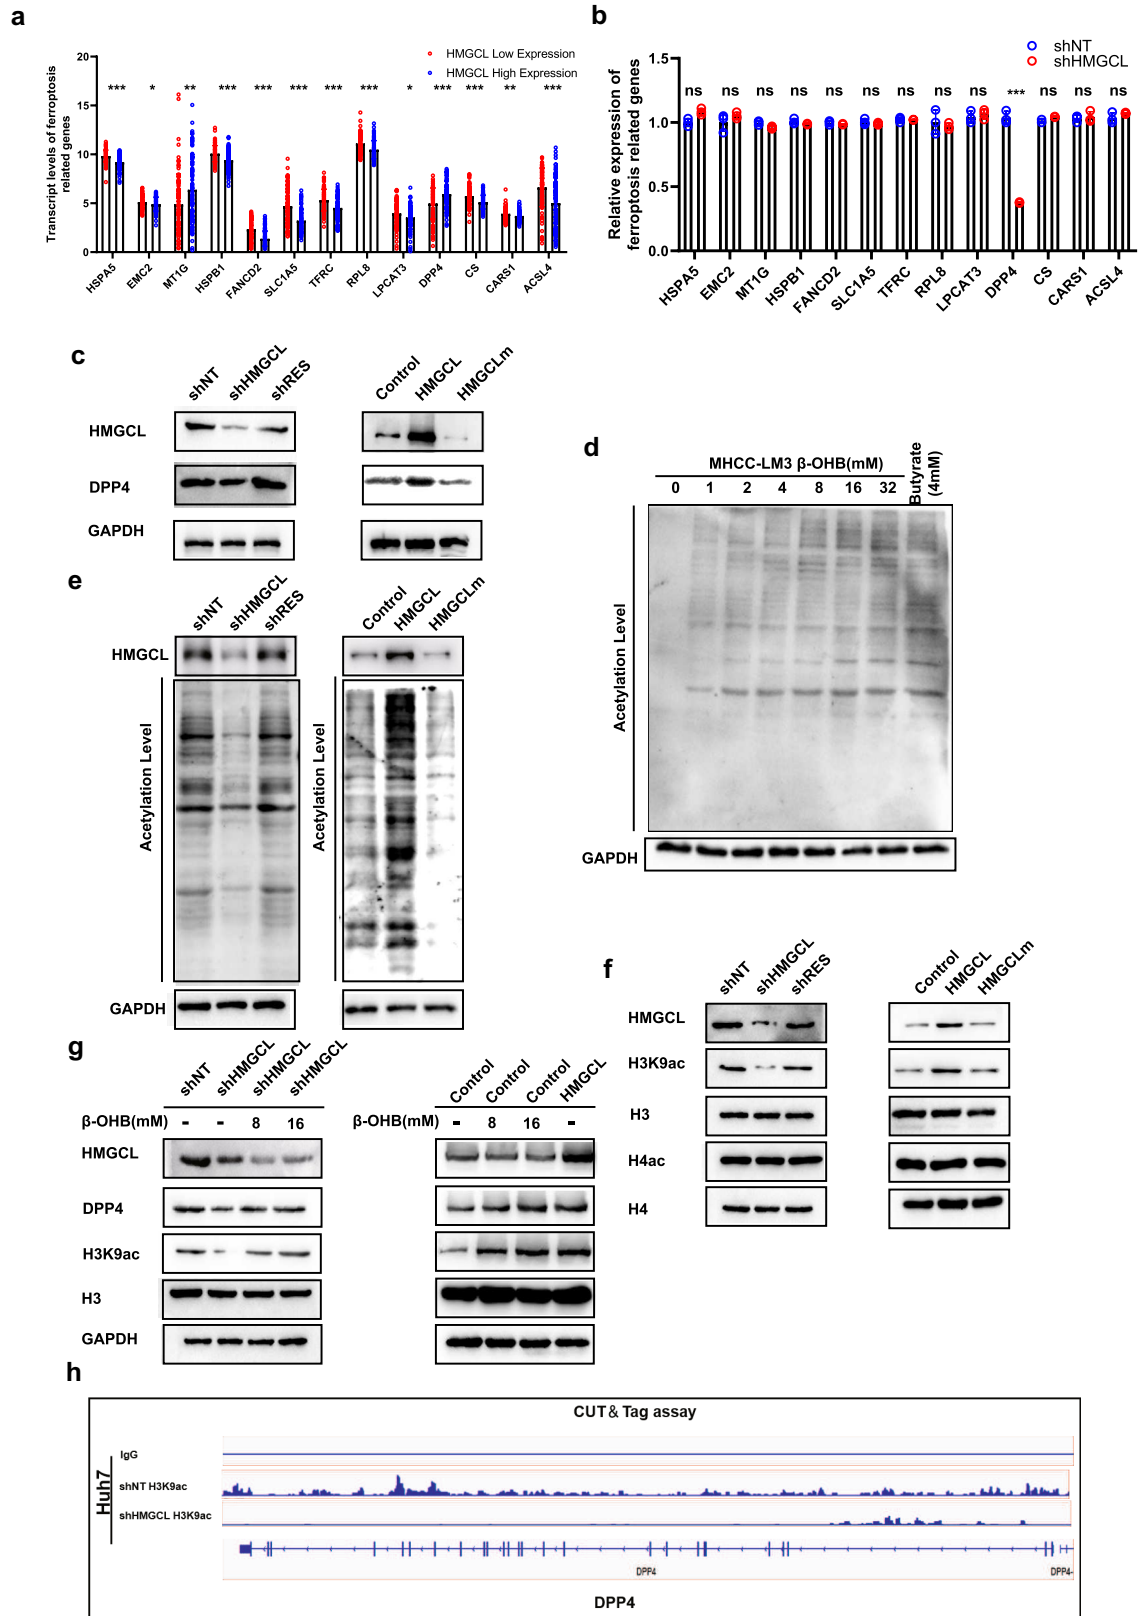 a
Transcript levels of ferroptosis
related genes
HMGCL Low Expression
HMGCL High Expression
20
15
10
5
0
*** * ** *** *** *** *** *** * *** *** ** ***
HSPA5 EMC2 MT1G HSPB1 FANCD2 SLC1A5 TFRC RPL8 LPCAT3 DPP4 CS CARS1 ACSL4
b
Relative expression of
ferroptosis related genes
shNT
shHMGCL
1.5
1.0
0.5
0.0
ns ns ns ns ns ns ns ns ns *** ns ns ns
HSPA5 EMC2 MT1G HSPB1 FANCD2 SLC1A5 TFRC RPL8 LPCAT3 DPP4 CS CARS1 ACSL4
c
shNT shHMGCL shRES Control HMGCL HMGCLm
HMGCL
DPP4
GAPDH
d
MHCC-LM3 β-OHB(mM)
0 1 2 4 8 16 32 Butyrate
(4mM)
Acetylation Level
GAPDH
e
shNT shHMGCL shRES Control HMGCL HMGCLm
HMGCL
Acetylation Level Acetylation Level
GAPDH
f
shNT shHMGCL shRES Control HMGCL HMGCLm
HMGCL
H3K9ac
H3
H4ac
H4
g
shNT shHMGCL shHMGCL shHMGCL Control Control Control HMGCL
β-OHB(mM) - - 8 16 β-OHB(mM) - 8 16 -
HMGCL
DPP4
H3K9ac
H3
GAPDH
h
CUT& Tag assay
Huh7
IgG
shNT H3K9ac
shHMGCL H3K9ac
DPP4 DPP4-
DPP4